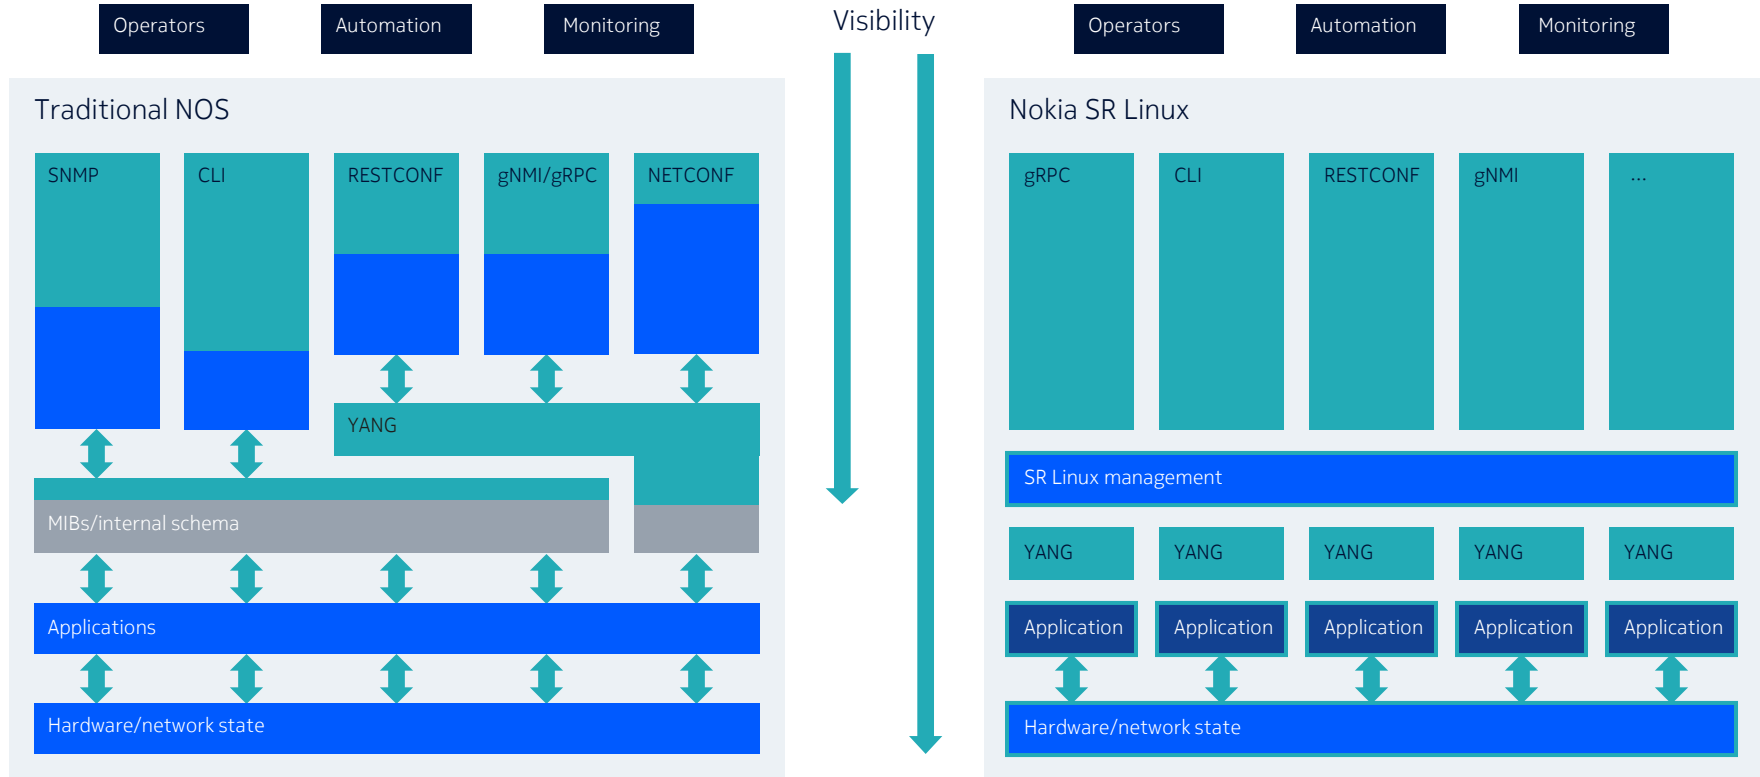 Operators
Automation
Monitoring
Visibility
Operators
Automation
Monitoring
Traditional NOS
SNMP
CLI
RESTCONF
gNMI/gRPC
NETCONF
YANG
MIBs/internal schema
Applications
Hardware/network state
Nokia SR Linux
gRPC
CLI
RESTCONF
gNMI
...
SR Linux management
YANG
YANG
YANG
YANG
YANG
Application
Application
Application
Application
Application
Hardware/network state